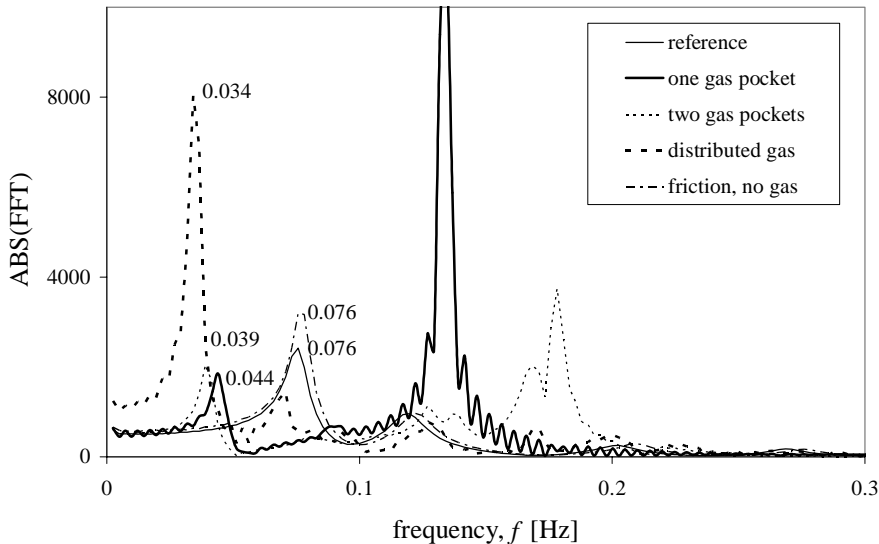 reference
one gas pocket
two gas pockets
distributed gas
friction, no gas
8000
4000
0
ABS(FFT)
0.034
0.039
0.044
0.076
0.076
0
0.1
0.2
0.3
frequency, f [Hz]